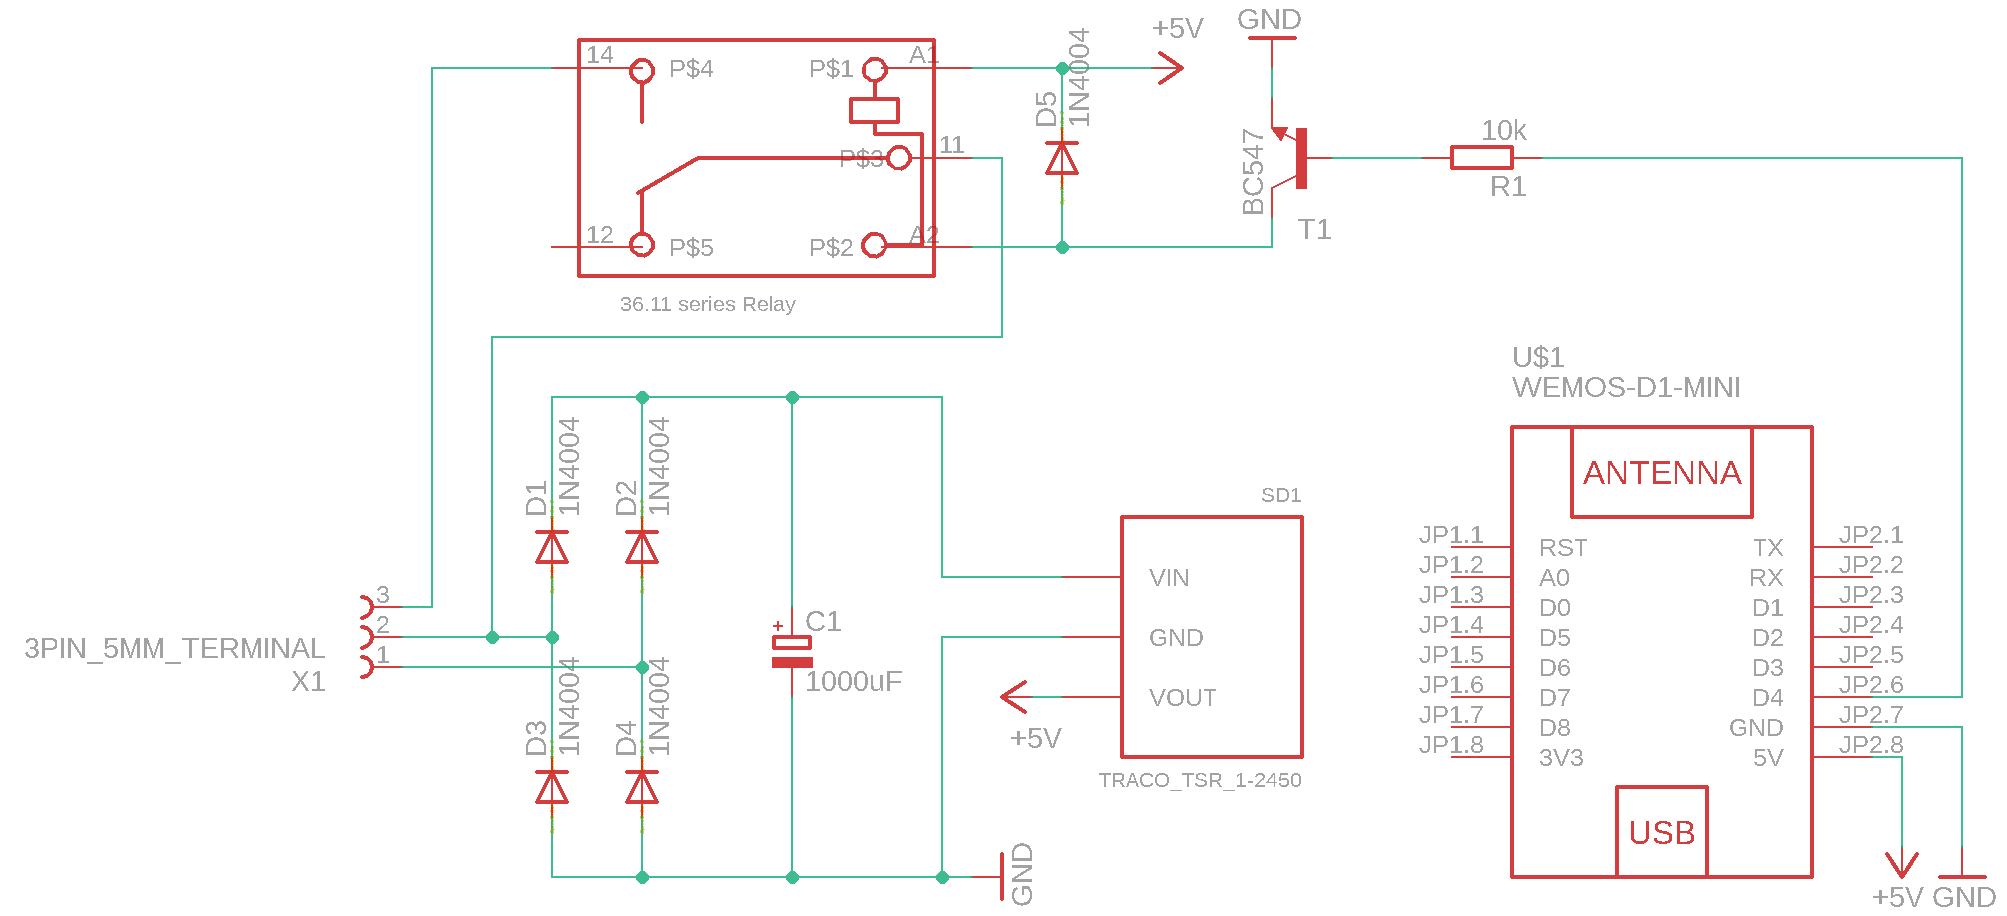 GND
+5V
14
P$4
P$1
A1
1N4004
D5
P$3
11
12
P$5
P$2
A2
36.11 series Relay
BC547
T1
10k
R1
U$1
WEMOS-D1-MINI
ANTENNA
D1
1N4004
D2
1N4004
SD1
VIN
GND
VOUT
+5V
TRACO_TSR_1-2450
3
2
1
3PIN_5MM_TERMINAL
X1
C1
+
1000uF
D3
1N4004
D4
1N4004
GND
JP1.1 RST TX JP2.1
JP1.2 A0 RX JP2.2
JP1.3 D0 D1 JP2.3
JP1.4 D5 D2 JP2.4
JP1.5 D6 D3 JP2.5
JP1.6 D7 D4 JP2.6
JP1.7 D8 GND JP2.7
JP1.8 3V3 5V JP2.8
USB
+5V GND